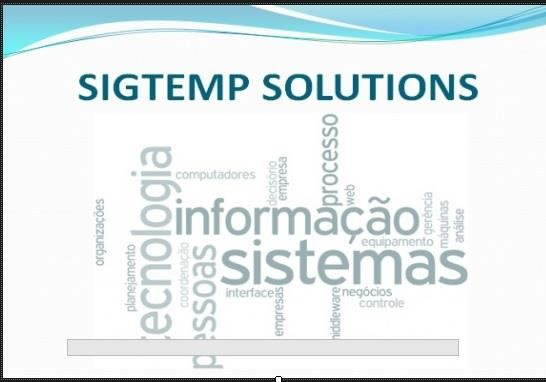 SIGTEMP SOLUTIONS
processo
tecnologia
computadores
decisório
empresa
web
organizações
informação
gerência
máquinas
análise
equipamento
planejamento
coordenação
pessoas
sistemas
interface
empresas
middleware
negócios
controle